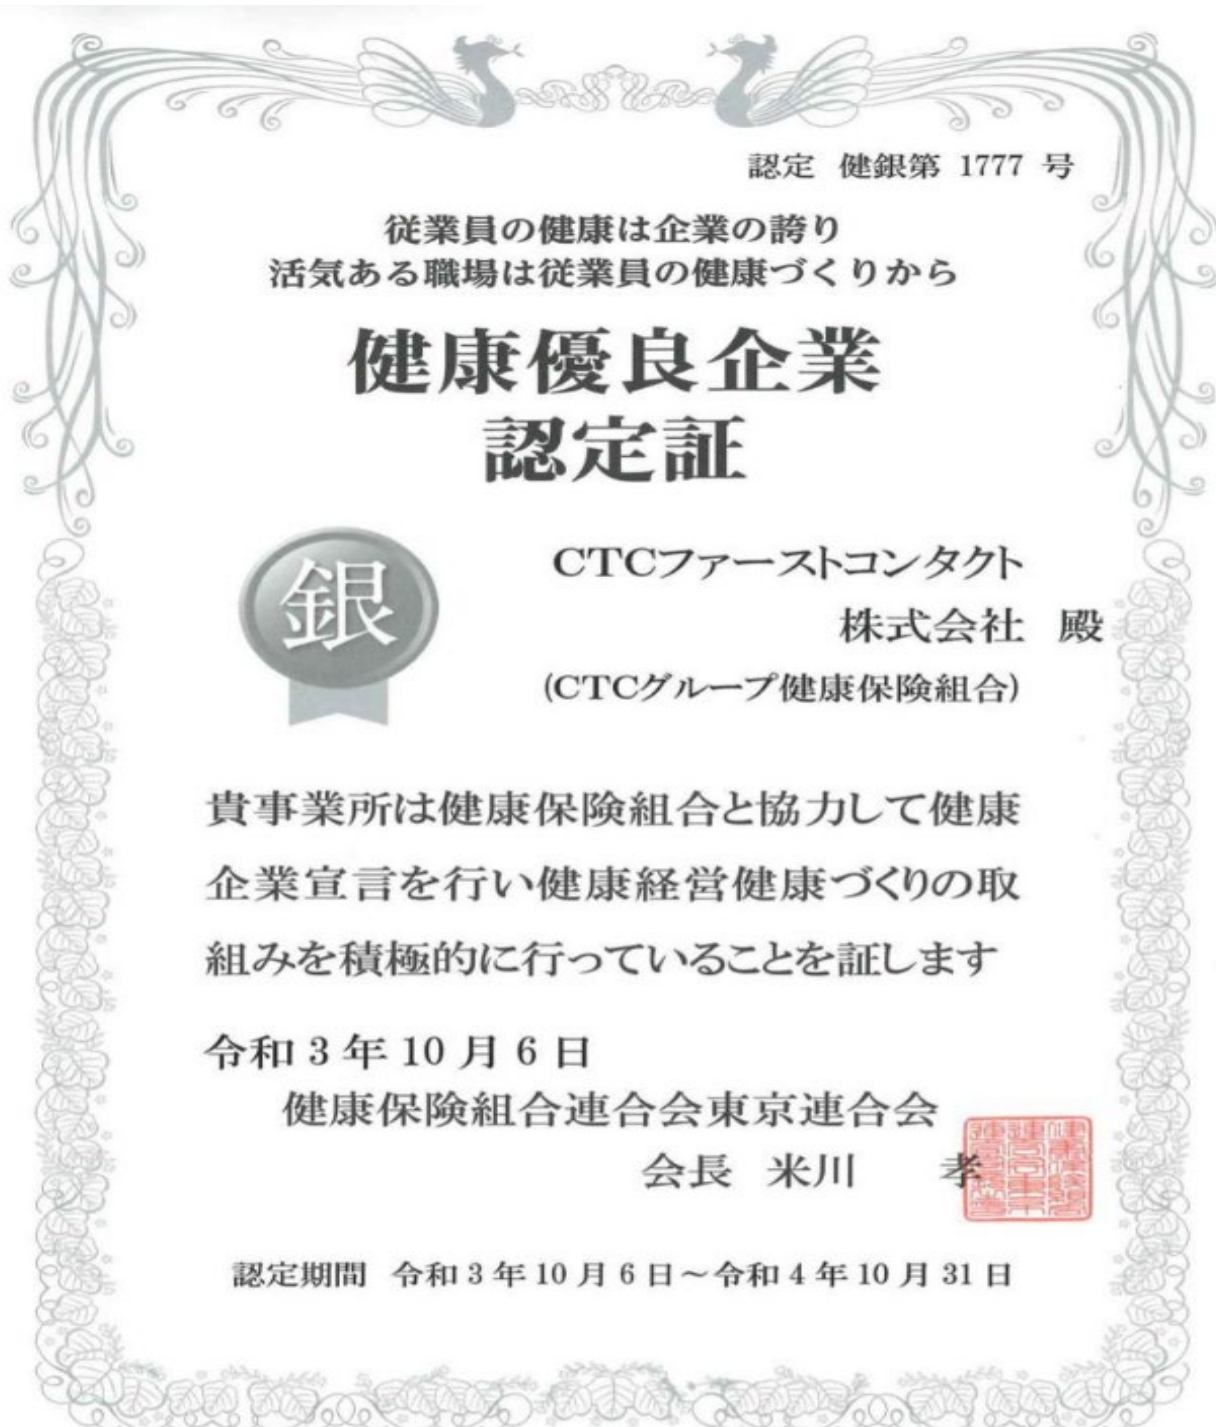 認定 健銀第 1777 号
従業員の健康は企業の誇り
活気ある職場は従業員の健康づくりから
健康優良企業
認定証
銀
CTCファーストコンタクト
株式会社 殿
(CTCグループ健康保険組合)
貴事業所は健康保険組合と協力して健康
企業宣言を行い健康経営健康づくりの取
組みを積極的に行っていることを証します
令和3年10月6日
健康保険組合連合会東京連合会
会長 米川 孝
認定期間 令和3年10月6日～令和4年10月31日